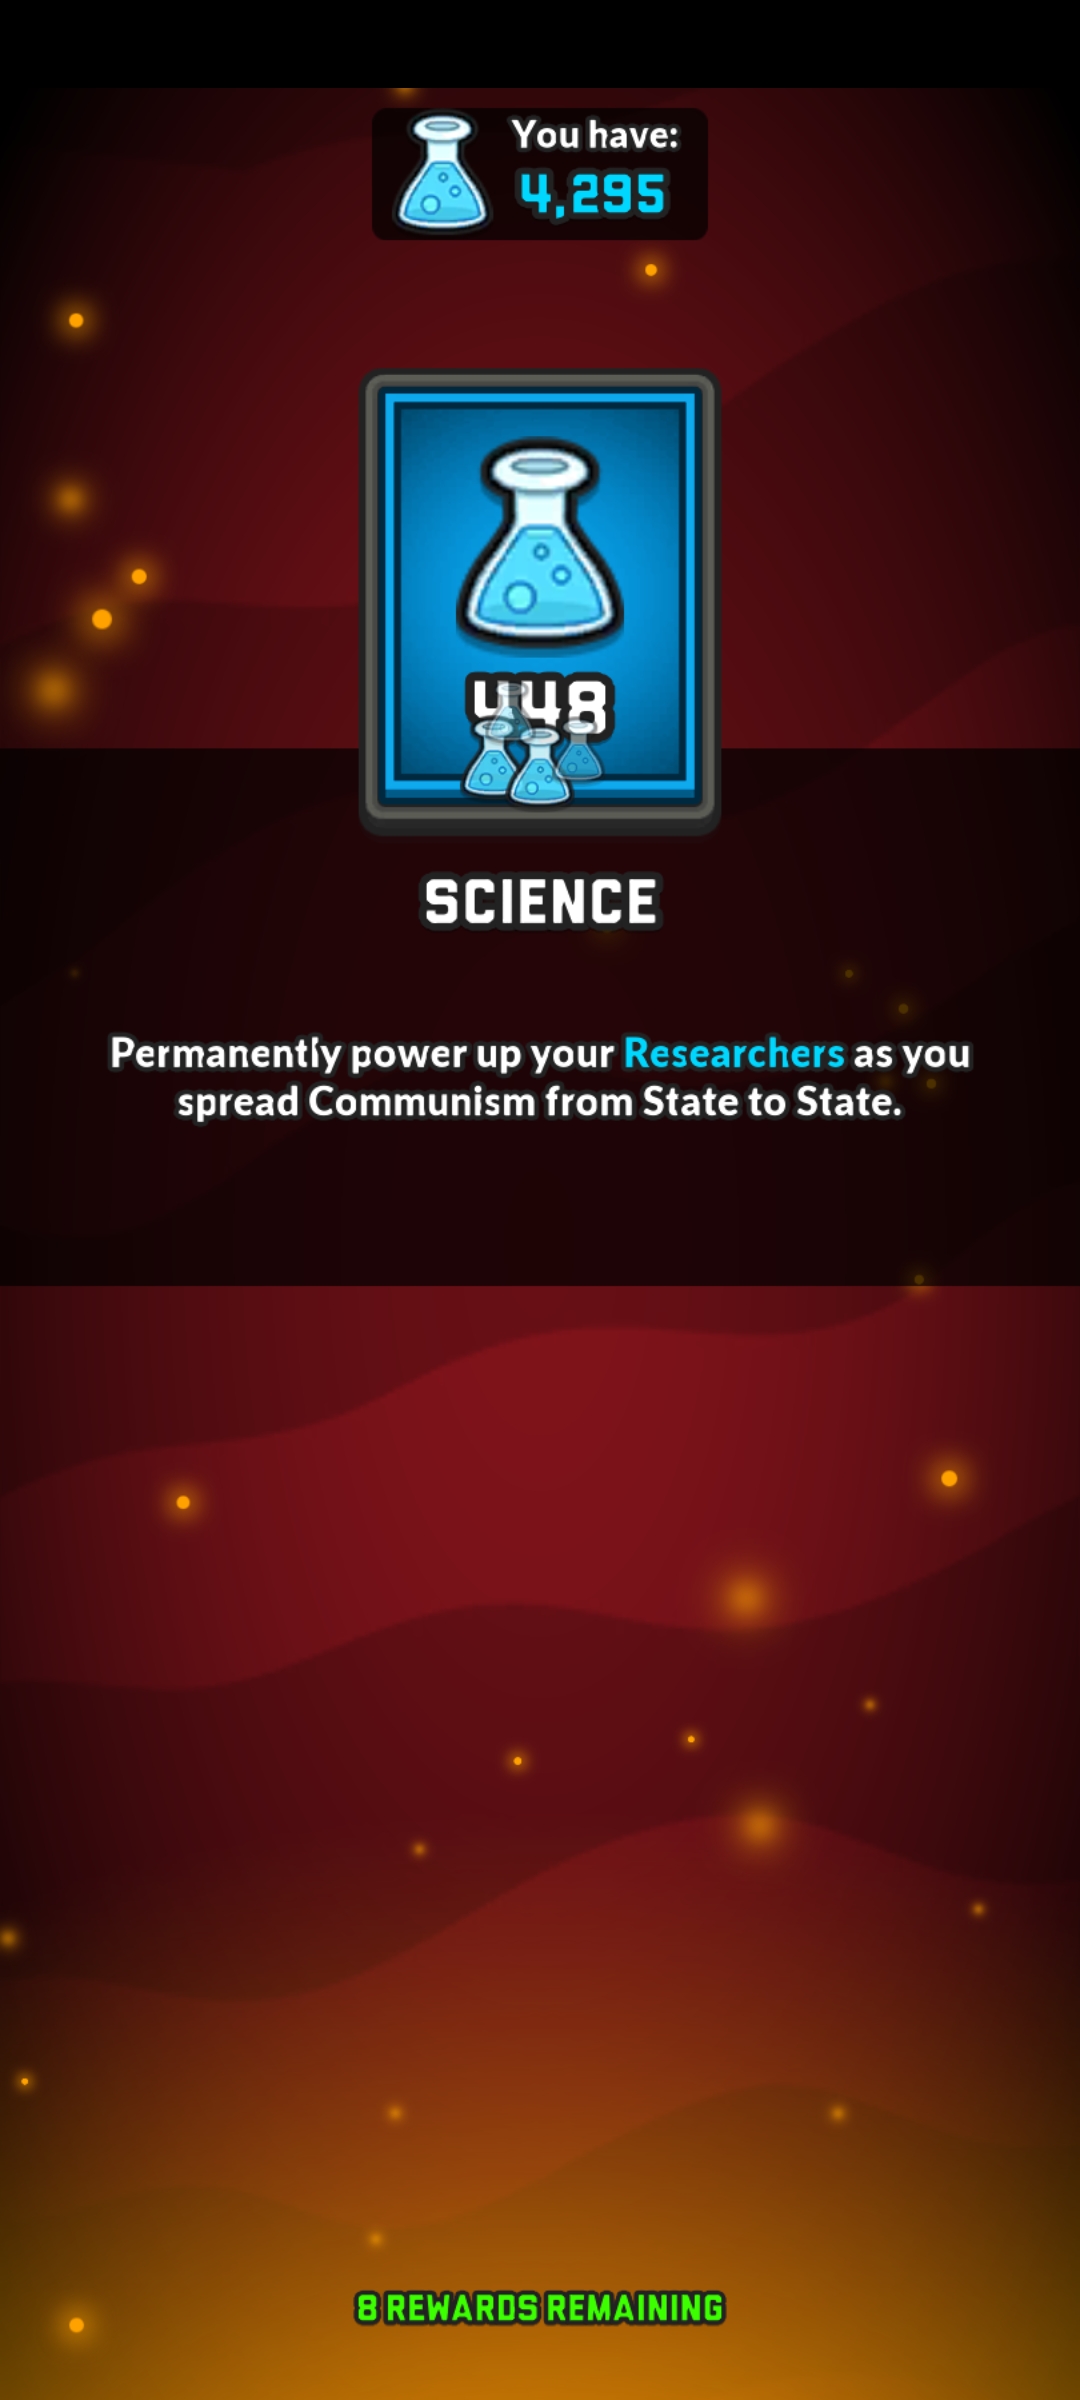 You have:
4,295
448
SCIENCE
Permanently power up your Researchers as you
spread Communism from State to State.
8 REWARDS REMAINING